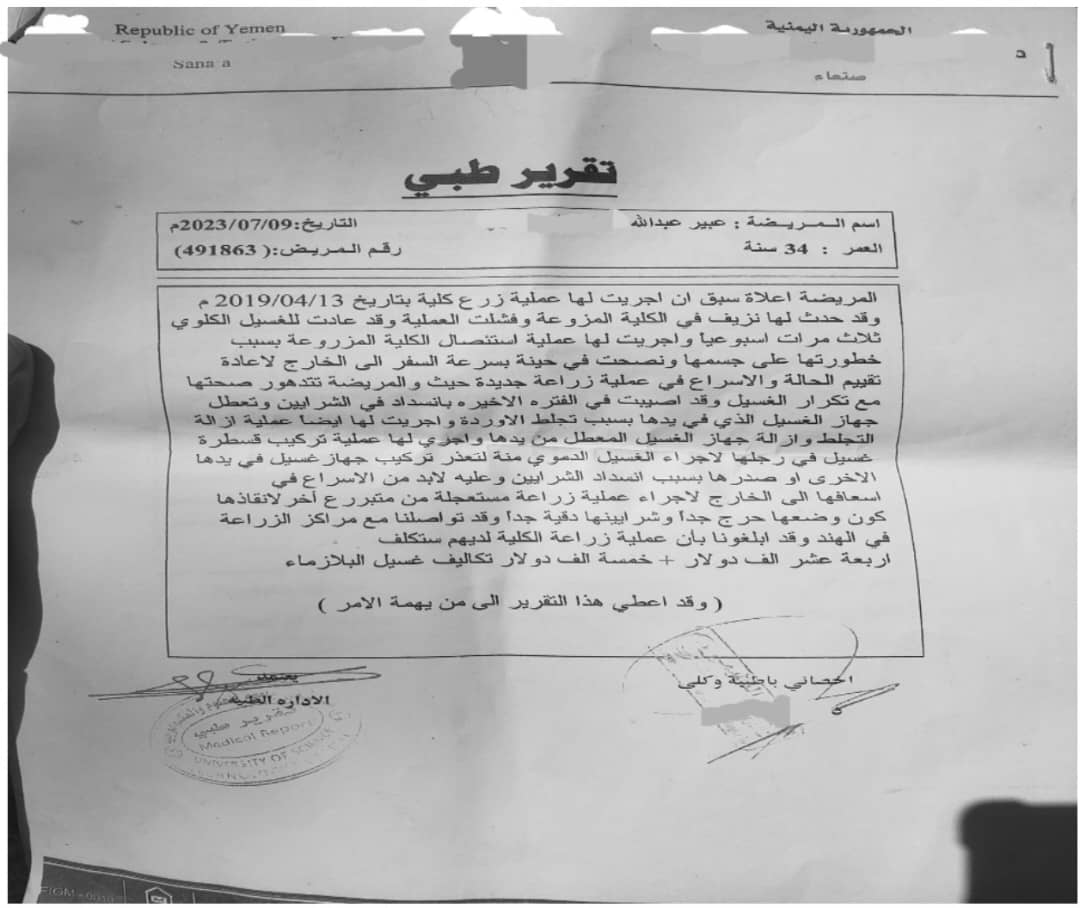 Republic of Yemen
الجمهورية اليمنية
Sana a
صنعاء
د
تقرير طبي
اسم المريضة : عبير عبدالله
التاريخ:2023/07/09م
العمر : 34 سنة
رقم المريض:( 491863)
المريضة اعلاة سبق ان اجريت لها عملية زرع كلية بتاريخ 2019/04/13 م
وقد حدث لها نزيف في الكلية المزوعة وفشلت العملية وقد عادت للغسيل الكلوي
ثلاث مرات اسبوعياً واجريت لها عملية استئصال الكلية المزروعة بسبب
خطورتها على جسمها ونصحت في حينة بسرعة السفر الى الخارج لاعادة
تقييم الحالة والاسراع في عملية زراعة جديدة حيث والمريضة تتدهور صحتها
مع تكرار الغسيل وقد اصيبت في الفتره الاخيره بانسداد في الشرايين وتعطل
جهاز الغسيل الذي في يدها بسبب تجلط الاوردة واجريت لها ايضاً عملية ازالة
التجلط وازالة جهاز الغسيل المعطل من يدها واجري لها عملية تركيب قسطرة
غسيل في رجلها لاجراء الغسيل الدموي منة لتعذر تركيب جهاز غسيل في يدها
الاخرى او صدرها بسبب انسداد الشرايين وعليه لابد من الاسراع في
اسعافها الى الخارج لاجراء عملية زراعة مستعجلة من متبررع أخر لانقاذها
كون وضعها حرج جداً وشرايينها دقية جداً وقد تواصلنا مع مراكز الزراعة
في الهند وقد ابلغونا بأن عملية زراعة الكلية لديهم ستكلف
اربعة عشر الف دولار + خمسة الف دولار تكاليف غسيل البلازماء
( وقد اعطي هذا التقرير الى من يهمة الامر )
احصائي باطنية وكلى
يعتمد
الاداره الطبية
تقرير طبي
Medical Report
UNIVERSITY OF SCIENCE